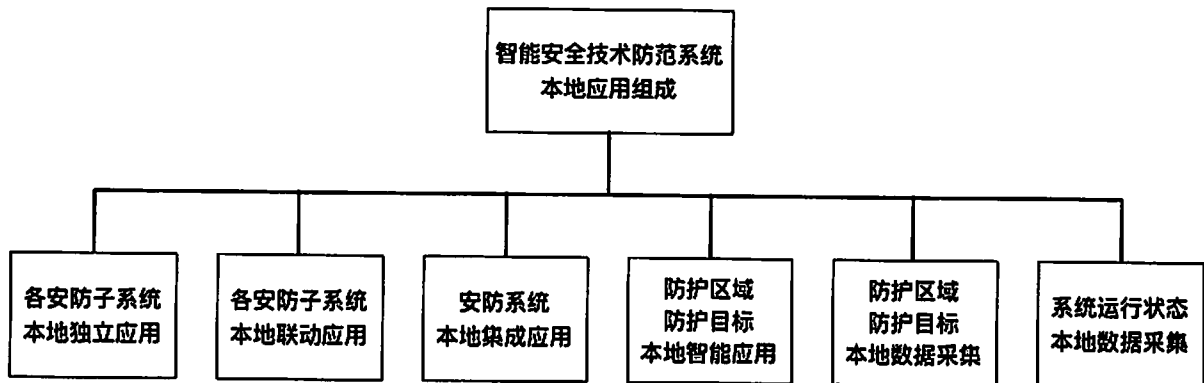 智能安全技术防范系统
本地应用组成
各安防子系统
本地独立应用
各安防子系统
本地联动应用
安防系统
本地集成应用
防护区域
防护目标
本地智能应用
防护区域
防护目标
本地数据采集
系统运行状态
本地数据采集